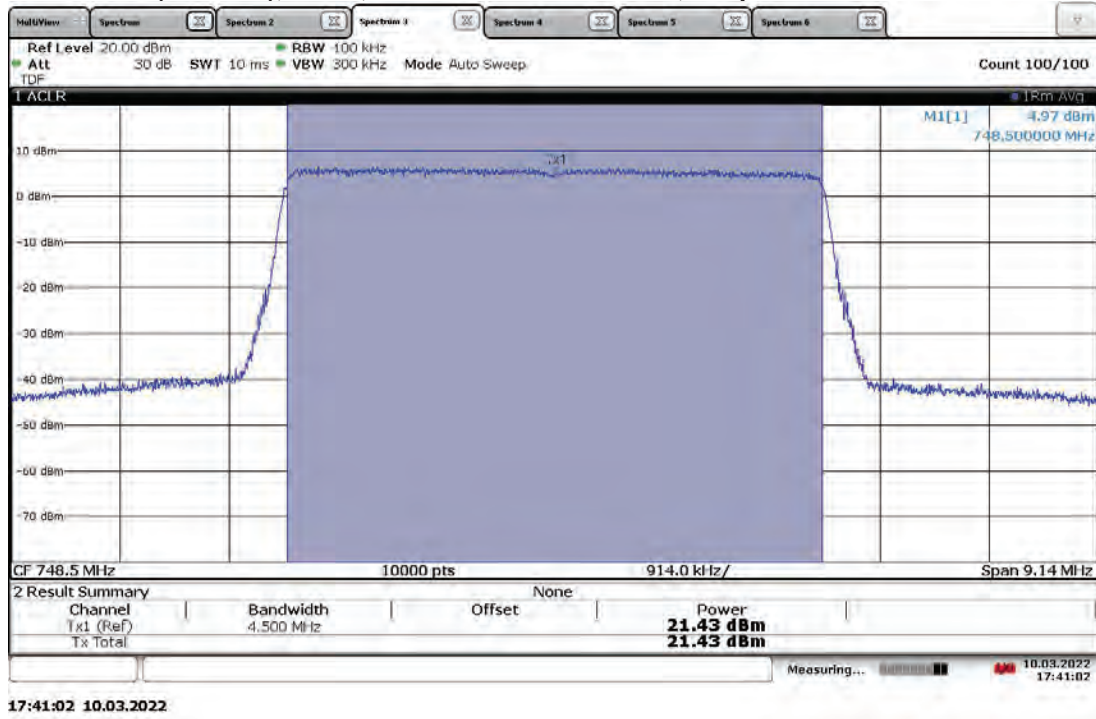 MultiView Spectrum Spectrum 2 Spectrum 3 Spectrum 4 Spectrum 5 Spectrum 6
Ref Level 20.00 dBm RBW 100 kHz
Att 30 dB SWT 10 ms VBW 300 kHz Mode Auto Sweep Count 100/100
TDF
1 ACLR 1Rm Avg
M1[1] 4.97 dBm
748.500000 MHz
10 dBm
Tx1
0 dBm
-10 dBm
-20 dBm
-30 dBm
-40 dBm
-50 dBm
-60 dBm
-70 dBm
CF 748.5 MHz 10000 pts 914.0 kHz/ Span 9.14 MHz
2 Result Summary None
Channel Bandwidth Offset Power
Tx1 (Ref) 4.500 MHz 21.43 dBm
Tx Total 21.43 dBm
Measuring... 10.03.2022
17:41:02
17:41:02 10.03.2022